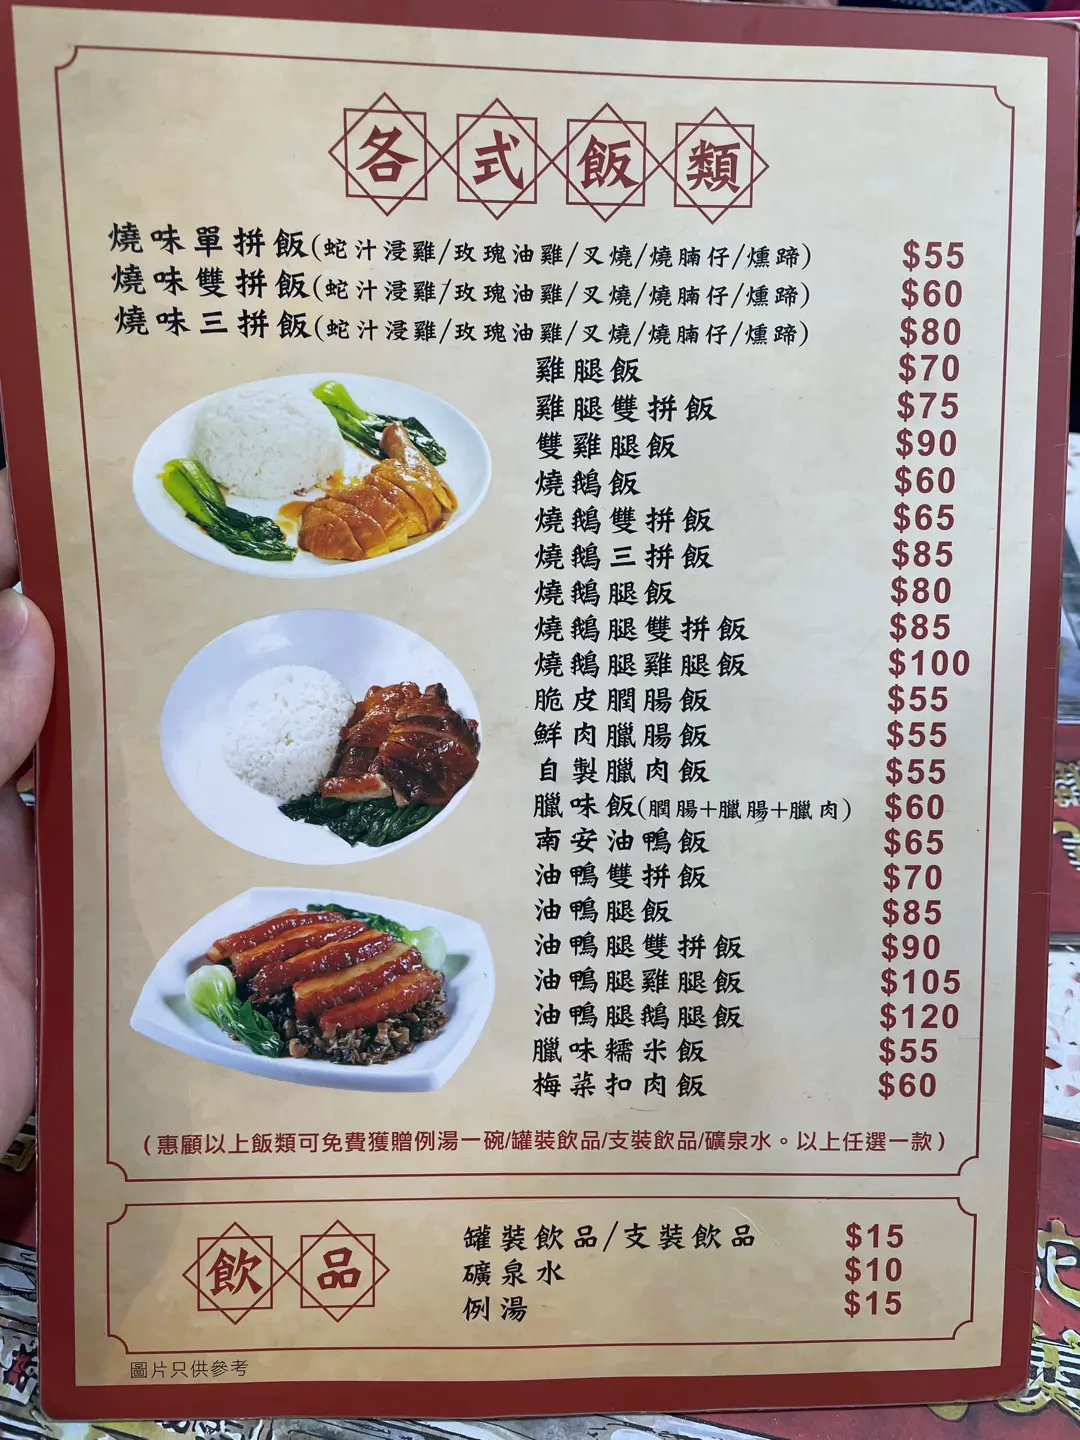 各式飯類
燒味單拼飯(蛇汁浸雞/玫瑰油雞/叉燒/燒腩仔/燻蹄) $55
燒味雙拼飯(蛇汁浸雞/玫瑰油雞/叉燒/燒腩仔/燻蹄) $60
燒味三拼飯(蛇汁浸雞/玫瑰油雞/叉燒/燒腩仔/燻蹄) $80
雞腿飯 $70
雞腿雙拼飯 $75
雙雞腿飯 $90
燒鵝飯 $60
燒鵝雙拼飯 $65
燒鵝三拼飯 $85
燒鵝腿飯 $80
燒鵝腿雙拼飯 $85
燒鵝腿雞腿飯 $100
脆皮膶腸飯 $55
鮮肉臘腸飯 $55
自製臘肉飯 $55
臘味飯(膶腸+臘腸+臘肉) $60
南安油鴨飯 $65
油鴨雙拼飯 $70
油鴨腿飯 $85
油鴨腿雙拼飯 $90
油鴨腿雞腿飯 $105
油鴨腿鵝腿飯 $120
臘味糯米飯 $55
梅菜扣肉飯 $60
(惠顧以上飯類可免費獲贈例湯一碗/罐裝飲品/支裝飲品/礦泉水。以上任選一款)
飲品
罐裝飲品/支裝飲品 $15
礦泉水 $10
例湯 $15
圖片只供參考